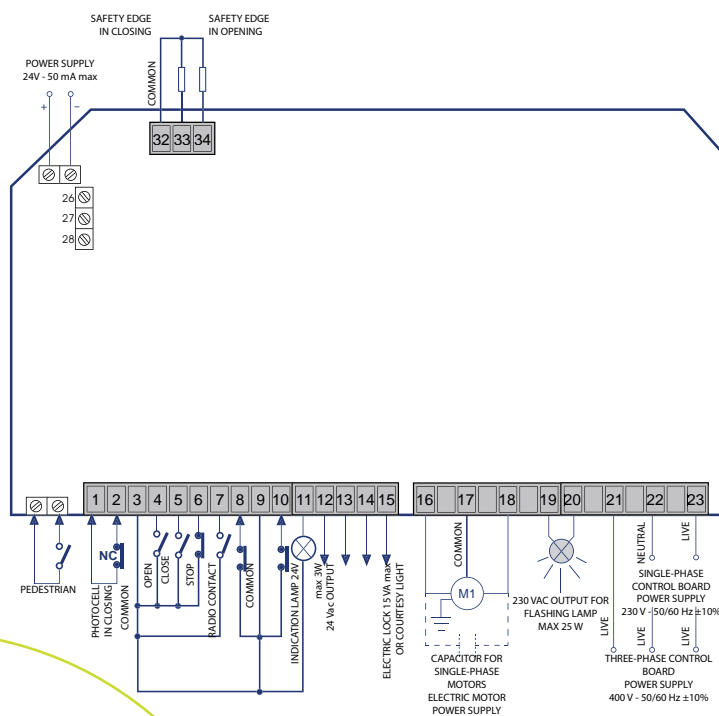 SAFETY EDGE
IN CLOSING
SAFETY EDGE
IN OPENING
POWER SUPPLY
24V - 50 mA max
+
–
COMMON
32 33 34
26
27
28
1 2 3 4 5 6 7 8 9 10 11 12 13 14 15
16 17 18 19 20 21 22 23
PEDESTRIAN
PHOTOCELL
IN CLOSING
NC
COMMON
OPEN
CLOSE
STOP
RADIO CONTACT
COMMON
INDICATION LAMP 24V
max 3W
24 Vac OUTPUT
ELECTRIC LOCK 15 VA max
OR COURTESY LIGHT
COMMON
M1
CAPACITOR FOR
SINGLE-PHASE
MOTORS
ELECTRIC MOTOR
POWER SUPPLY
230 VAC OUTPUT FOR
FLASHING LAMP
MAX 25 W
NEUTRAL
LIVE
SINGLE-PHASE
CONTROL BOARD
POWER SUPPLY
230 V - 50/60 Hz ±10%
LIVE
LIVE
LIVE
THREE-PHASE CONTROL
BOARD
POWER SUPPLY
400 V - 50/60 Hz ±10%